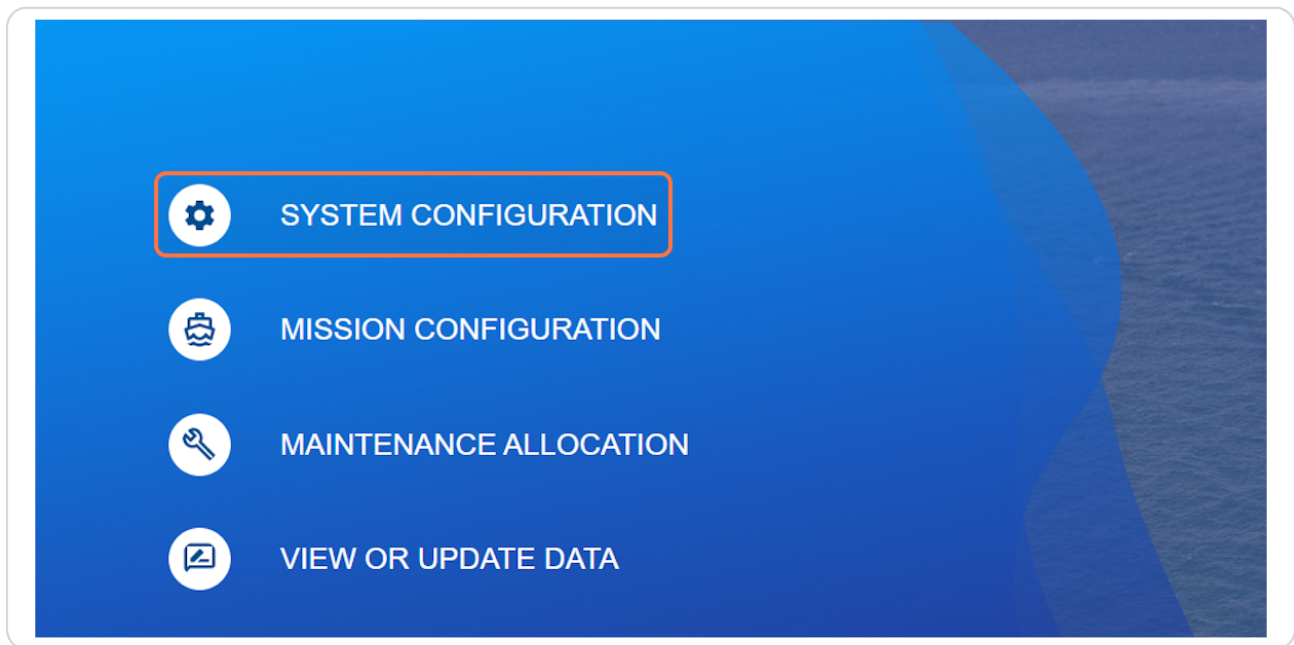 SYSTEM CONFIGURATION
MISSION CONFIGURATION
MAINTENANCE ALLOCATION
VIEW OR UPDATE DATA